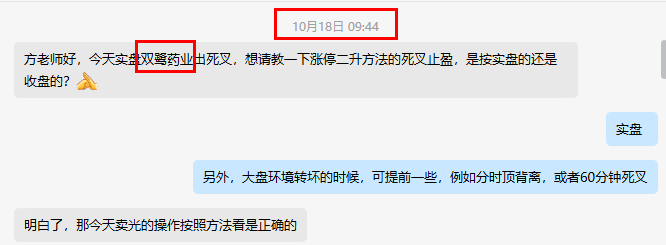 10月18日 09:44
方老师好，今天实盘双鹭药业出死叉，想请教一下涨停二升方法的死叉止盈，是按实盘的还是
收盘的？
实盘
另外，大盘环境转坏的时候，可提前一些，例如分时顶背离，或者60分钟死叉
明白了，那今天卖光的操作按照方法看是正确的